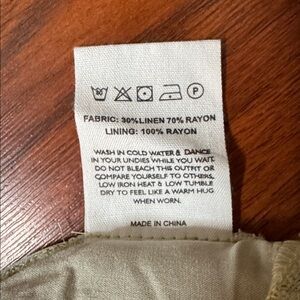 FABRIC: 30%LINEN 70% RAYON
LINING: 100% RAYON
WASH IN COLD WATER & DANCE
IN YOUR UNDIES WHILE YOU WAIT.
DO NOT BLEACH THIS OUTFIT OR
COMPARE YOURSELF TO OTHERS,
LOW IRON HEAT & LOW TUMBLE
DRY TO FEEL LIKE A WARM HUG
WHEN WORN.
MADE IN CHINA